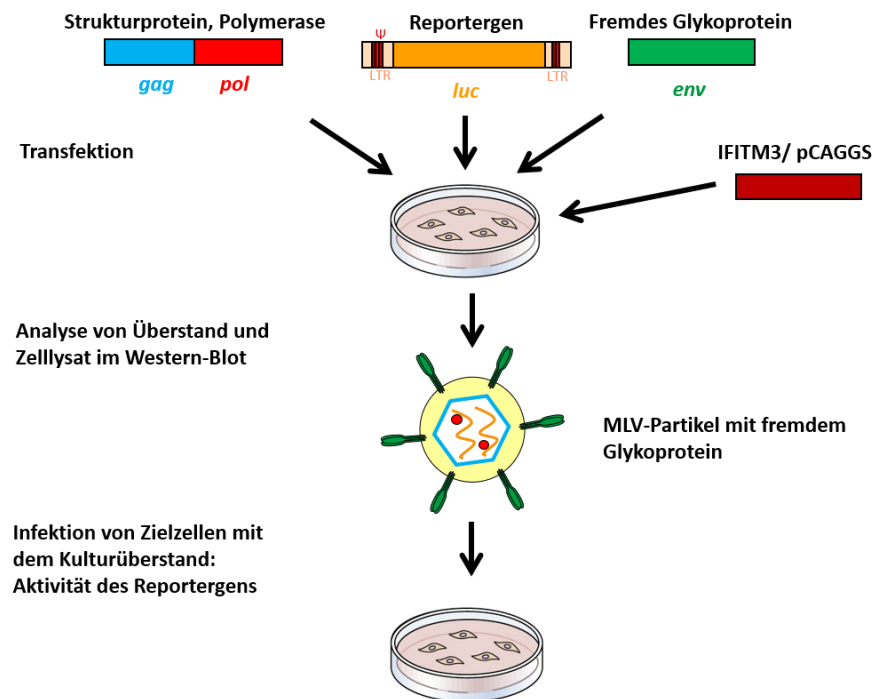 Strukturprotein, Polymerase
Reportergen
Fremdes Glykoprotein
Ψ
LTR
LTR
gag
pol
luc
env
Transfektion
IFITM3/ pCAGGS
Analyse von Überstand und
Zelllysat im Western-Blot
MLV-Partikel mit fremdem
Glykoprotein
Infektion von Zielzellen mit
dem Kulturüberstand:
Aktivität des Reportergens